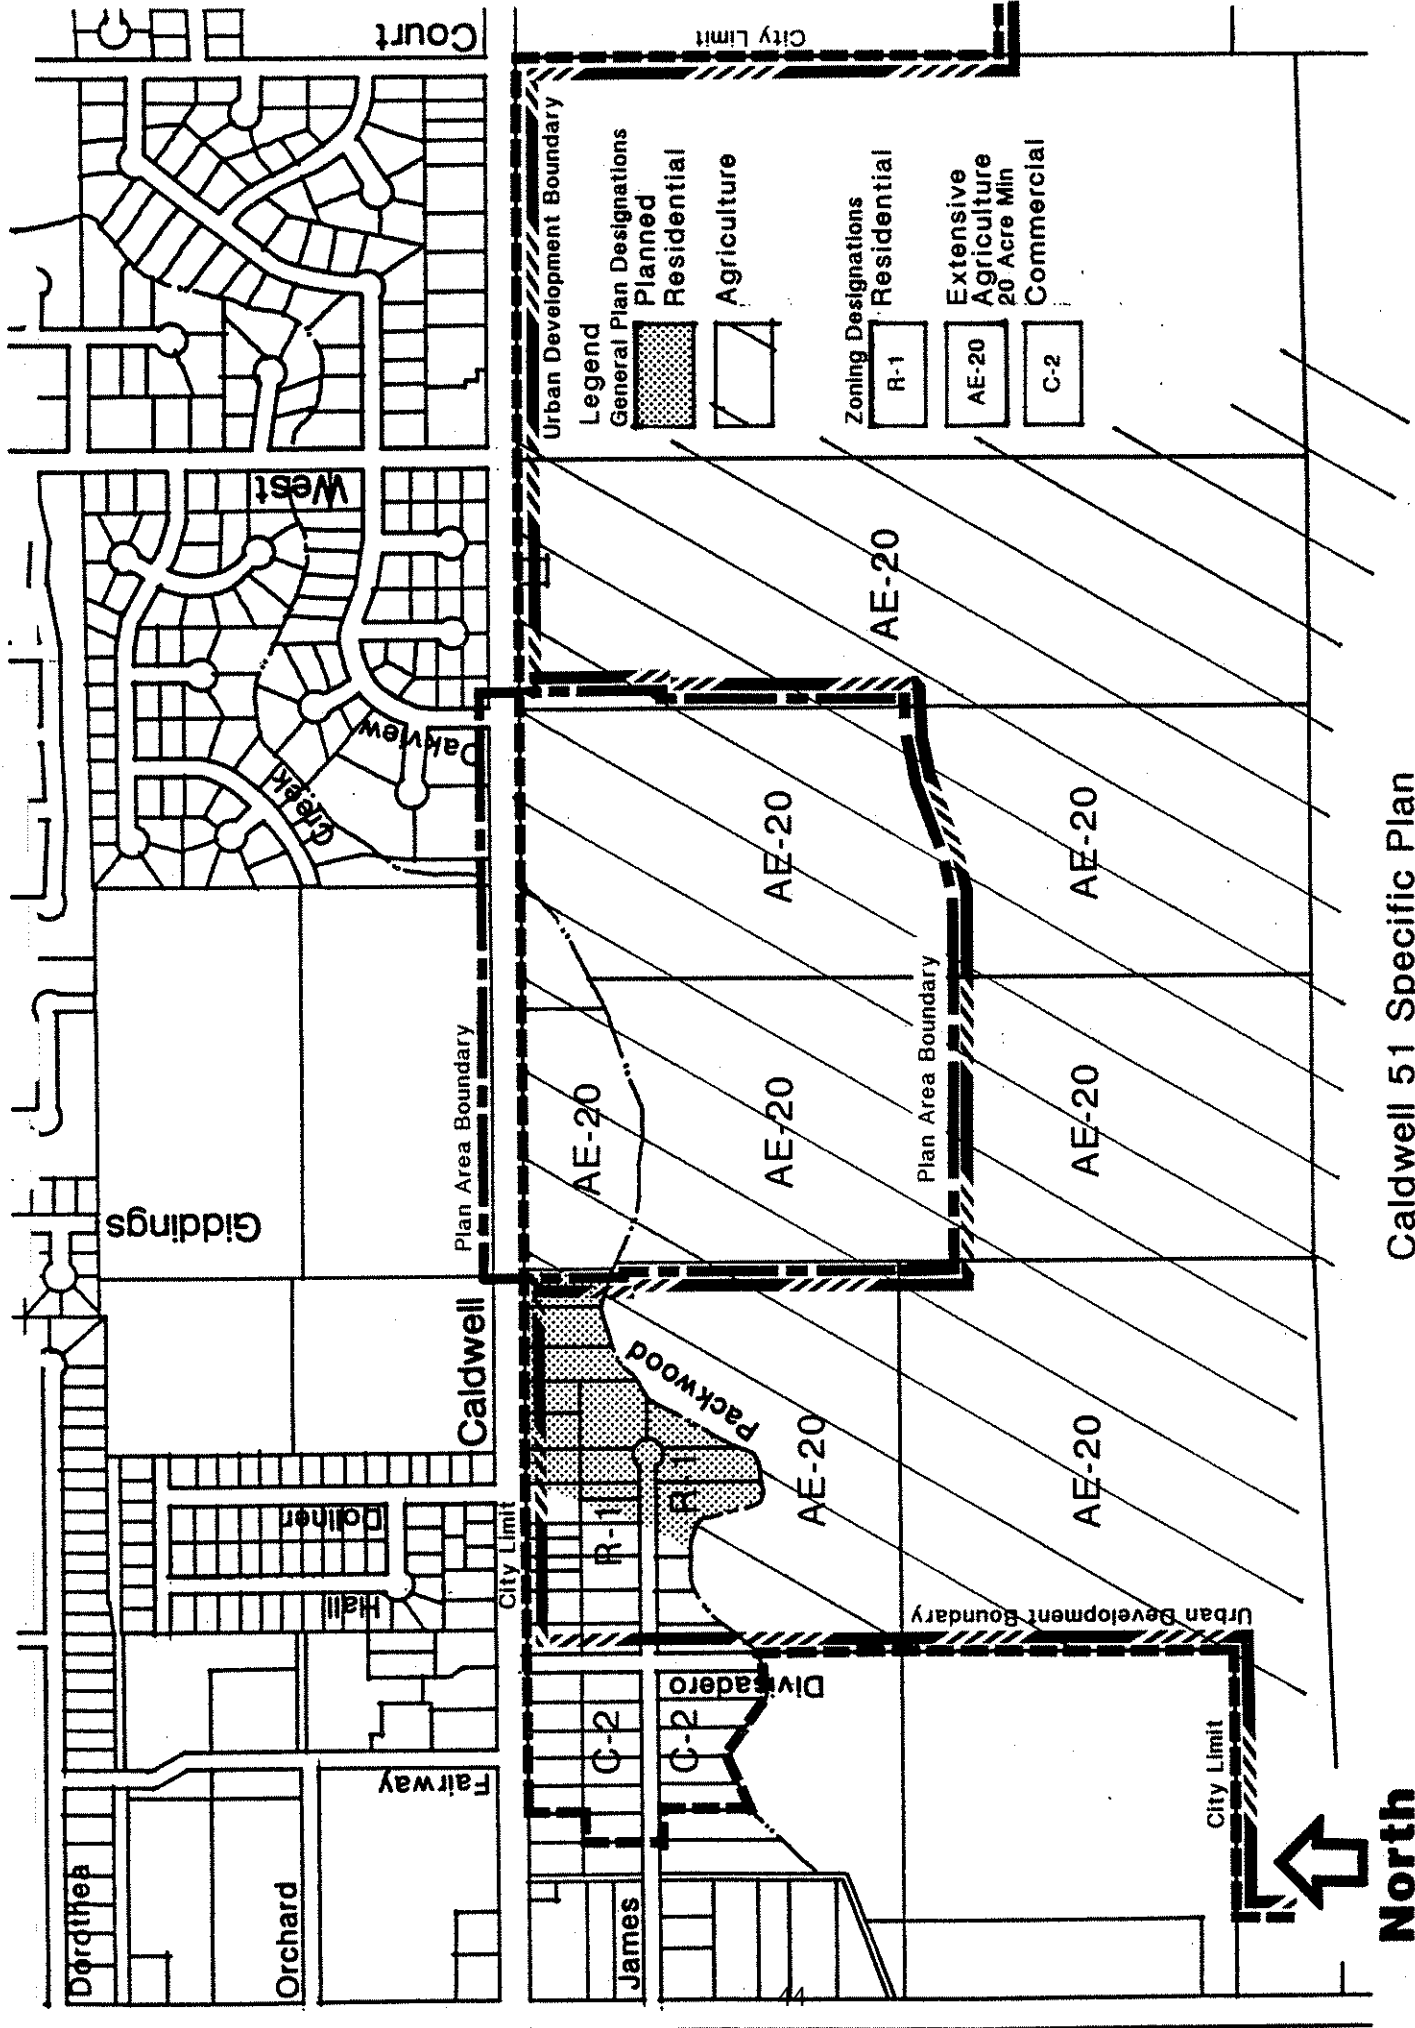 Court
City Limit
Urban Development Boundary
Legend
General Plan Designations
Planned
Residential
Agriculture
Zoning Designations
R-1
Residential
AE-20
Extensive
Agriculture
20 Acre Min
C-2
Commercial
West
Oakview
Creek
AE-20
AE-20
AE-20
Giddings
Plan Area Boundary
AE-20
AE-20
Plan Area Boundary
AE-20
Caldwell
Packwood
AE-20
AE-20
R-1
R-1
Dollner
Hall
City Limit
Urban Development Boundary
Divisadero
C-2
C-2
Fairway
City Limit
Dorothea
Orchard
James
44
North
Caldwell 51 Specific Plan